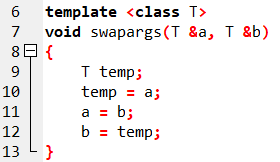 6 template <class T>
7 void swapargs(T &a, T &b)
8 {
9 T temp;
10 temp = a;
11 a = b;
12 b = temp;
13 }